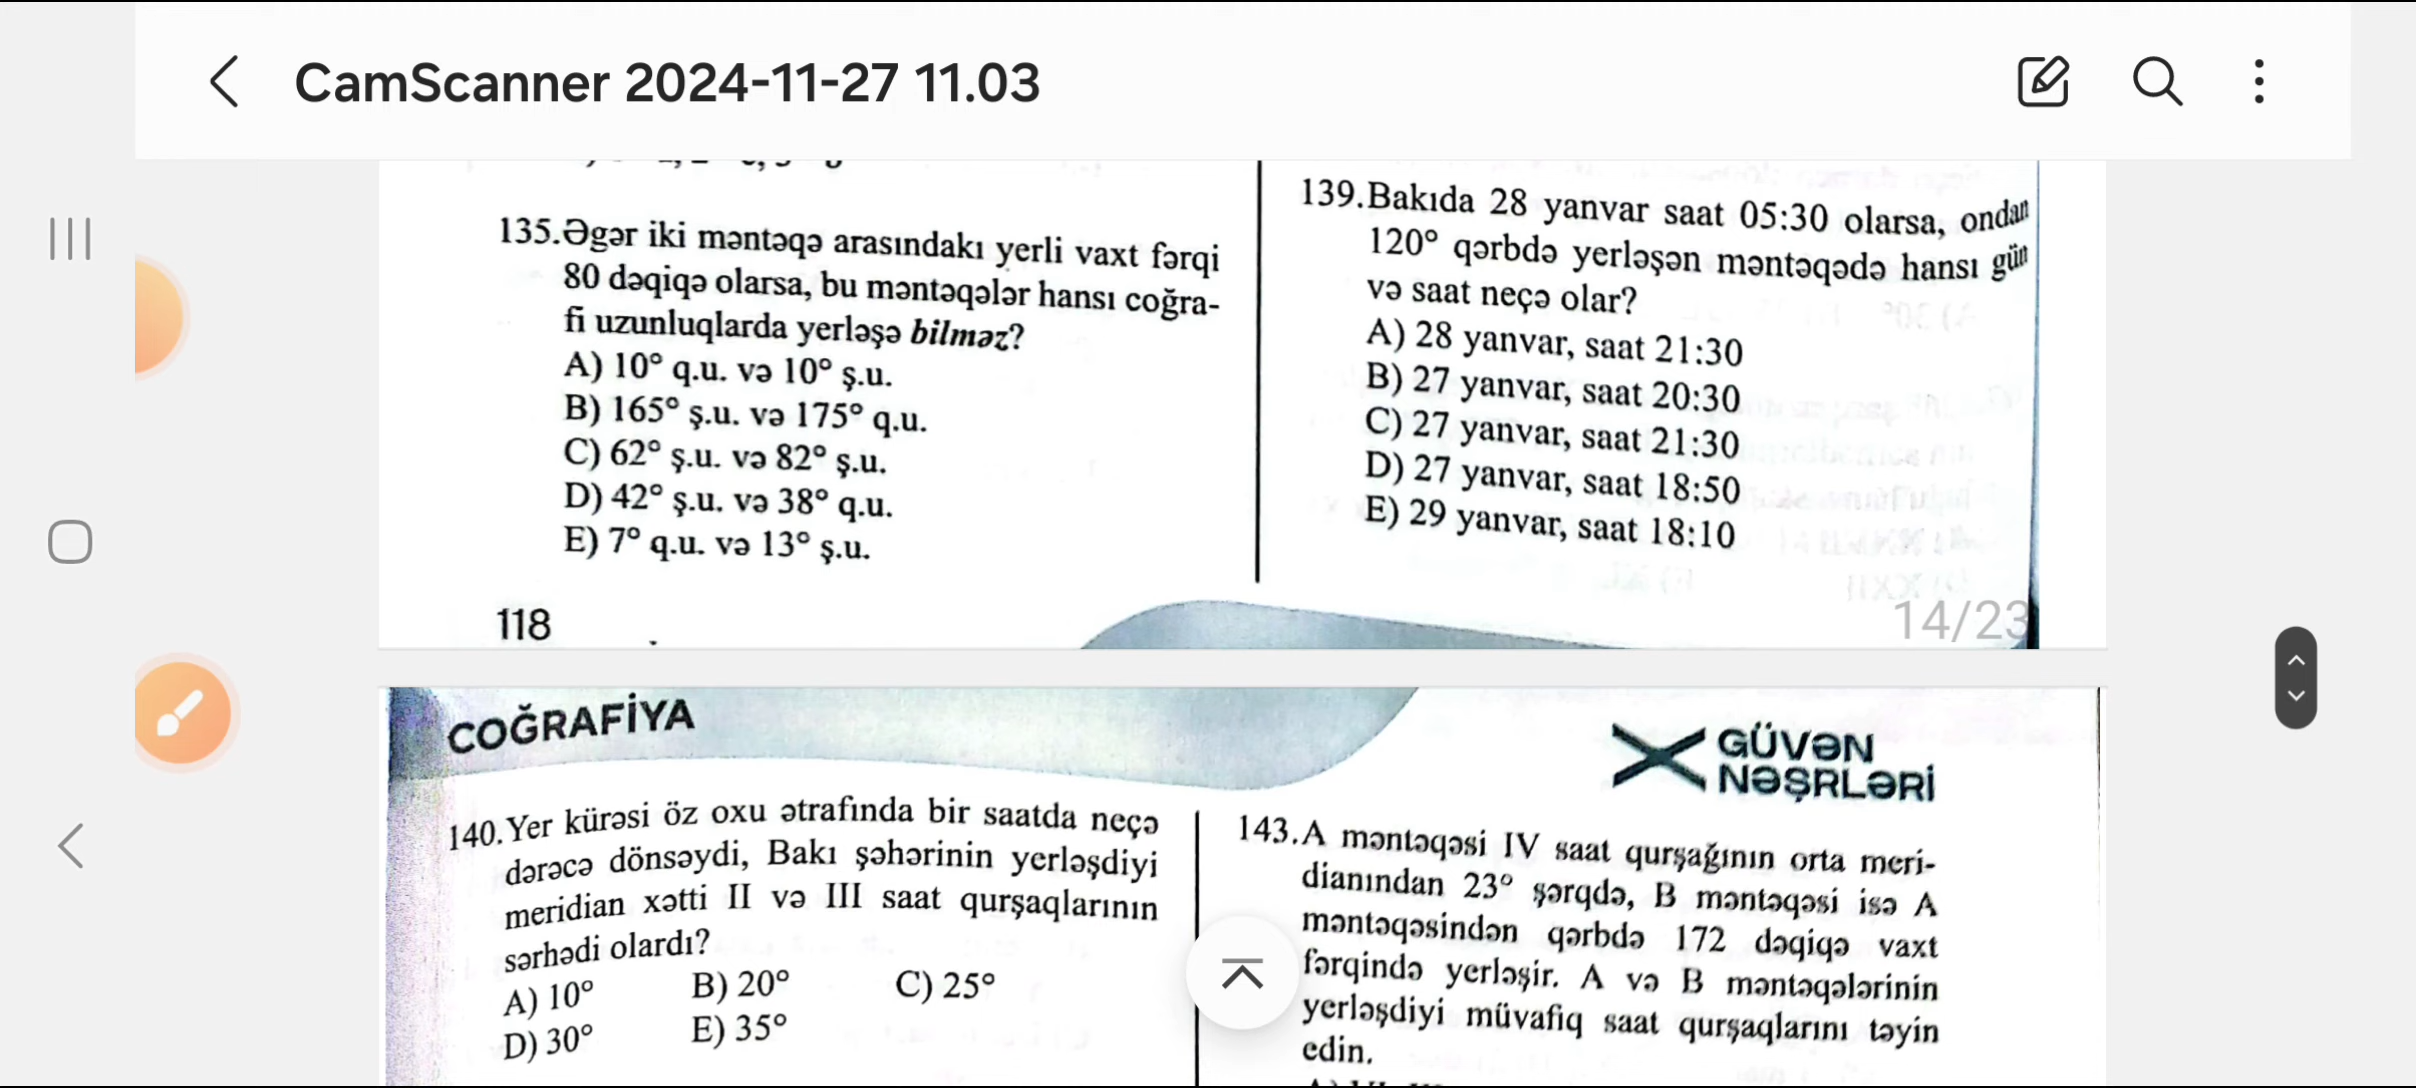 CamScanner 2024-11-27 11.03
135.Əgər iki məntəqə arasındakı yerli vaxt fərqi
80 dəqiqə olarsa, bu məntəqələr hansı coğra-
fi uzunluqlarda yerləşə bilməz?
A) 10° q.u. və 10° ş.u.
B) 165° ş.u. və 175° q.u.
C) 62° ş.u. və 82° ş.u.
D) 42° ş.u. və 38° q.u.
E) 7° q.u. və 13° ş.u.
118
139.Bakıda 28 yanvar saat 05:30 olarsa, ondan
120° qərbdə yerləşən məntəqədə hansı gün
və saat neçə olar?
A) 28 yanvar, saat 21:30
B) 27 yanvar, saat 20:30
C) 27 yanvar, saat 21:30
D) 27 yanvar, saat 18:50
E) 29 yanvar, saat 18:10
14/23
COĞRAFİYA
GÜVƏN
NƏŞRLƏRİ
140.Yer kürəsi öz oxu ətrafında bir saatda neçə
dərəcə dönsəydi, Bakı şəhərinin yerləşdiyi
meridian xətti II və III saat qurşaqlarının
sərhədi olardı?
A) 10° B) 20° C) 25°
D) 30° E) 35°
143.A məntəqəsi IV saat qurşağının orta meri-
dianından 23° şərqdə, B məntəqəsi isə A
məntəqəsindən qərbdə 172 dəqiqə vaxt
fərqində yerləşir. A və B məntəqələrinin
yerləşdiyi müvafiq saat qurşaqlarını təyin
edin.